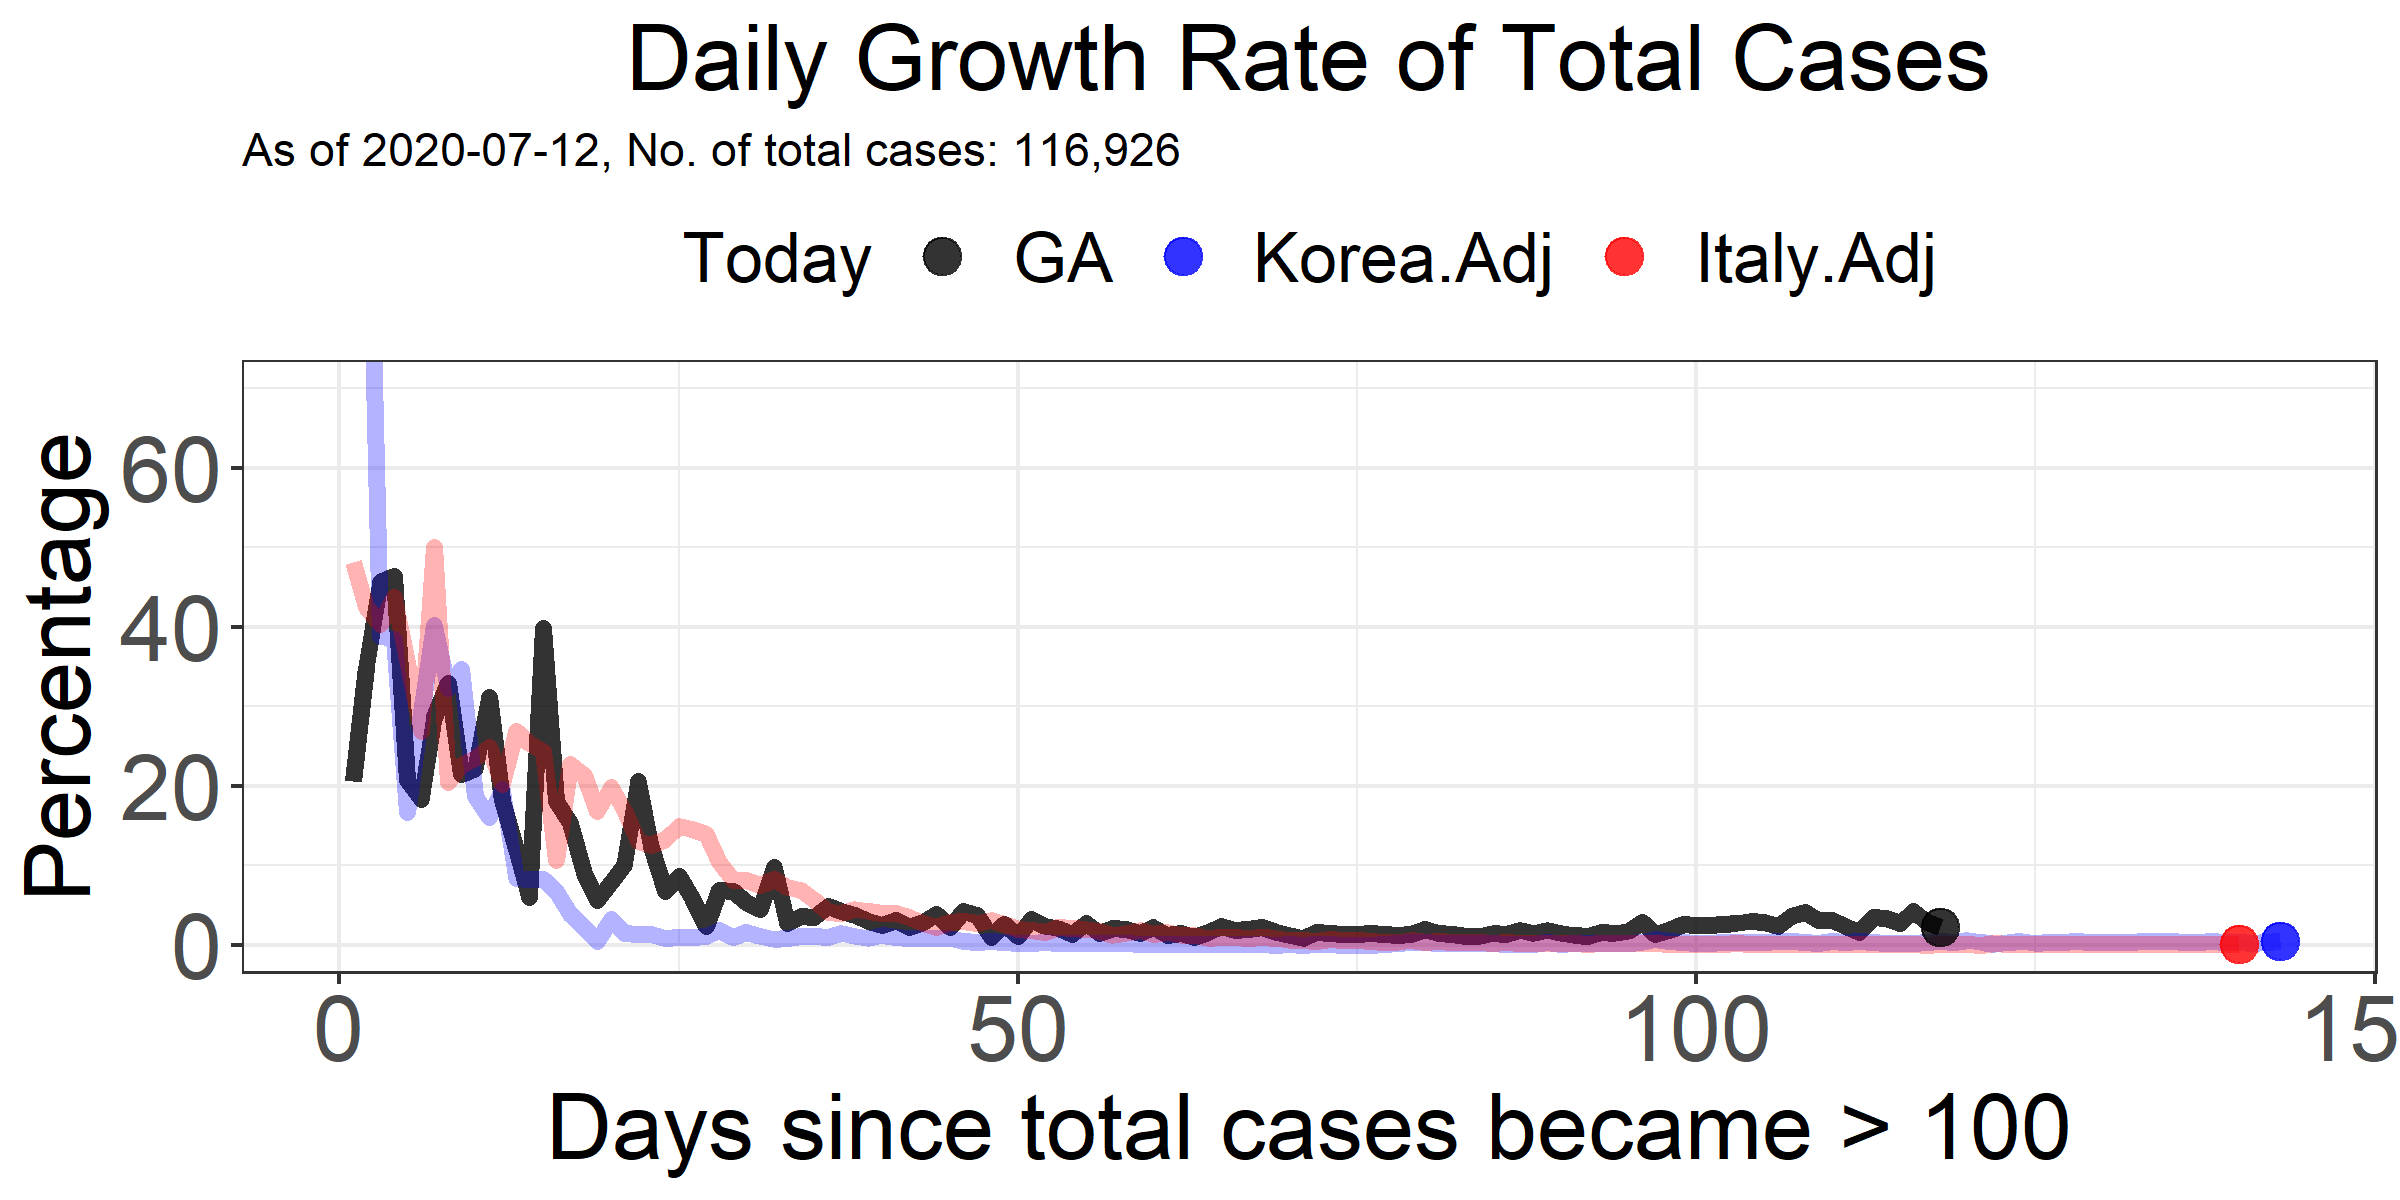 Daily Growth Rate of Total Cases
As of 2020-07-12, No. of total cases: 116,926
Today GA Korea.Adj Italy.Adj
Percentage
60
40
20
0
0 50 100 15
Days since total cases became > 100